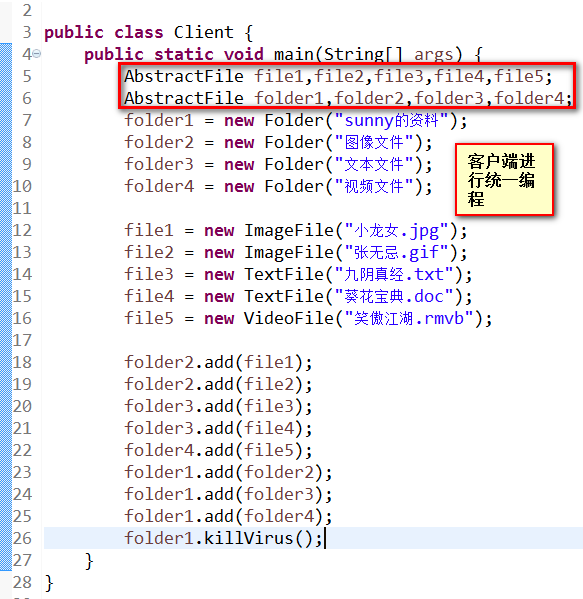 2
3 public class Client {
4 public static void main(String[] args) {
5 AbstractFile file1,file2,file3,file4,file5;
6 AbstractFile folder1,folder2,folder3,folder4;
7 folder1 = new Folder("sunny的资料");
8 folder2 = new Folder("图像文件");
9 folder3 = new Folder("文本文件");
10 folder4 = new Folder("视频文件");
客户端进
行统一编
程
11
12 file1 = new ImageFile("小龙女.jpg");
13 file2 = new ImageFile("张无忌.gif");
14 file3 = new TextFile("九阴真经.txt");
15 file4 = new TextFile("葵花宝典.doc");
16 file5 = new VideoFile("笑傲江湖.rmvb");
17
18 folder2.add(file1);
19 folder2.add(file2);
20 folder3.add(file3);
21 folder3.add(file4);
22 folder4.add(file5);
23 folder1.add(folder2);
24 folder1.add(folder3);
25 folder1.add(folder4);
26 folder1.killVirus();
27 }
28 }